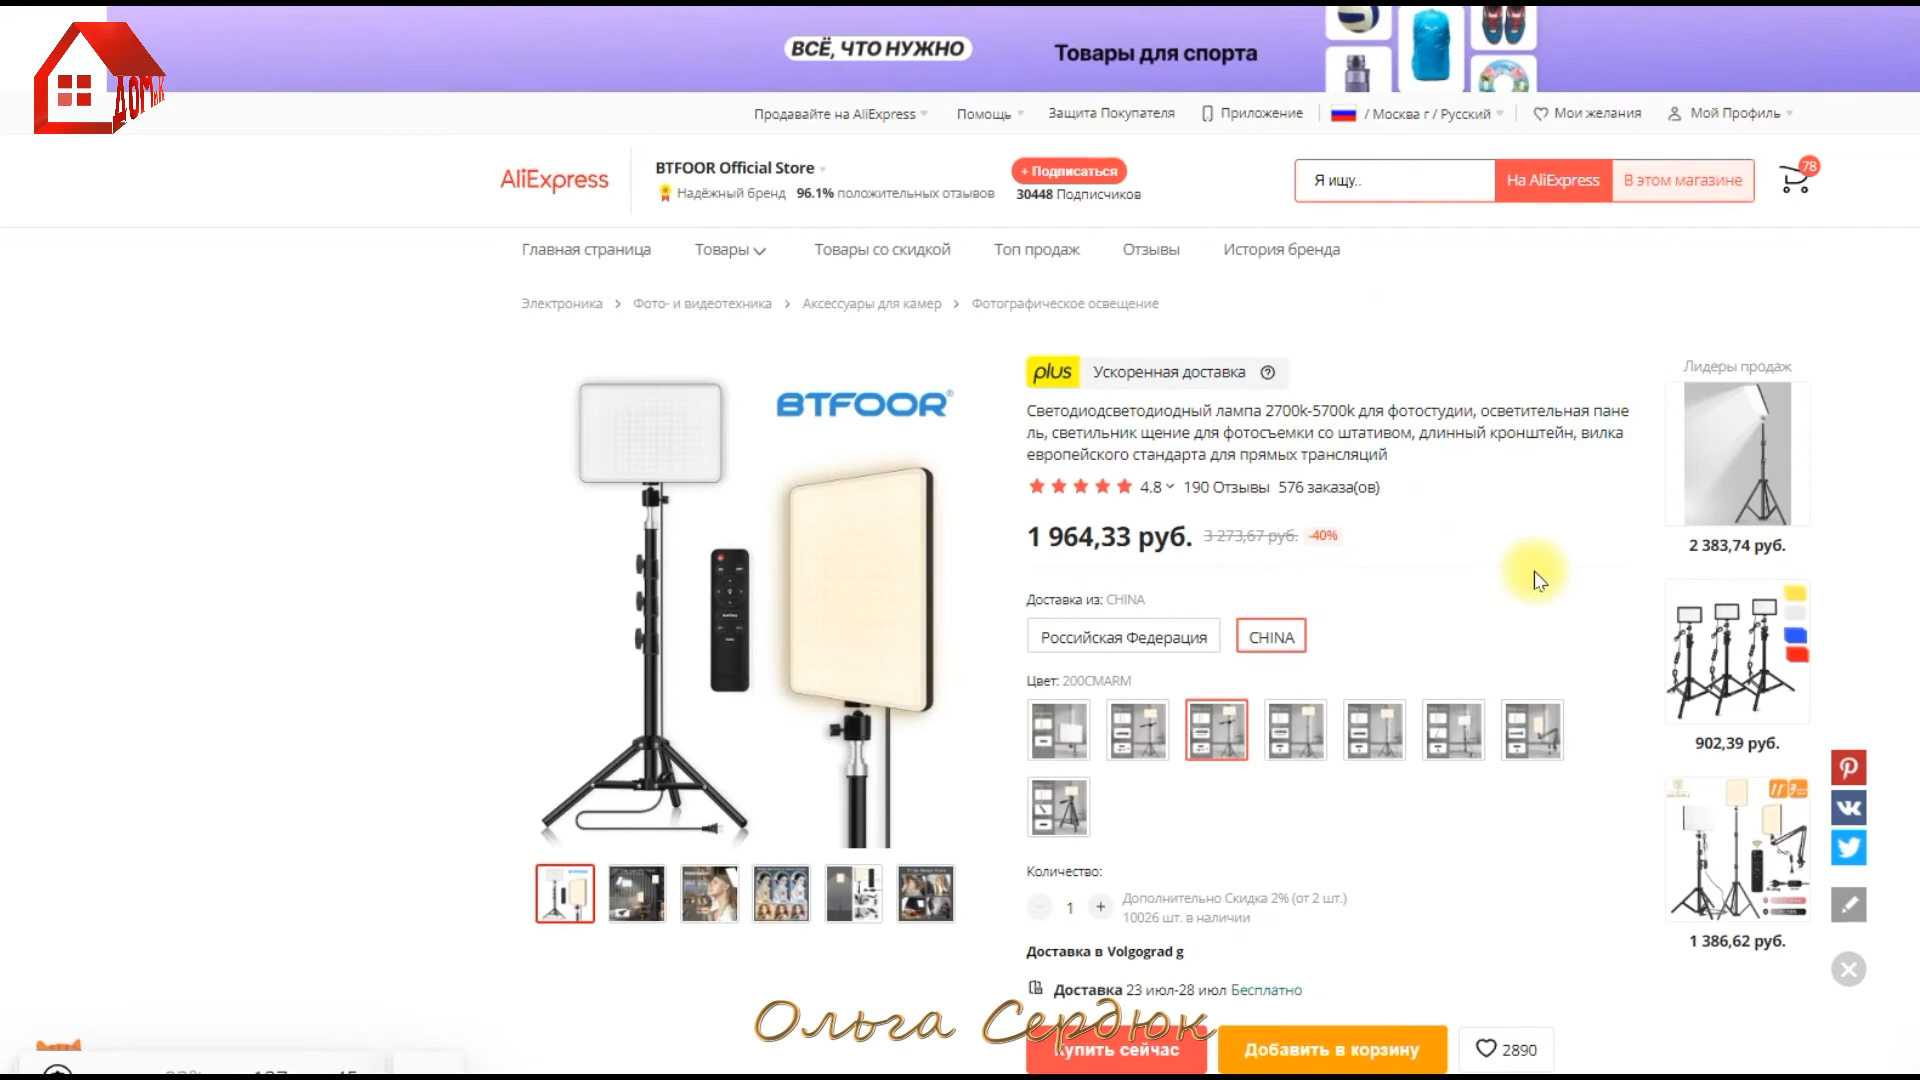 ДОМИК
ВСЁ, ЧТО НУЖНО
Товары для спорта
Продавайте на AliExpress
Помощь
Защита Покупателя
Приложение
/ Москва г / Русский
Мои желания
Мой Профиль
AliExpress
BTFOOR Official Store
+ Подписаться
Надёжный бренд 96.1% положительных отзывов
30448 Подписчиков
Я ищу..
На AliExpress
В этом магазине
78
Главная страница
Товары
Товары со скидкой
Топ продаж
Отзывы
История бренда
Электроника > Фото- и видеотехника > Аксессуары для камер > Фотографическое освещение
BTFOOR®
plus Ускоренная доставка
Светодиодсветодиодный лампа 2700k-5700k для фотостудии, осветительная пане
ль, светильник щение для фотосъемки со штативом, длинный кронштейн, вилка
европейского стандарта для прямых трансляций
4.8 190 Отзывы 576 заказа(ов)
1 964,33 руб. 3 273,67 руб. -40%
Доставка из: CHINA
Российская Федерация
CHINA
Цвет: 200CMARM
Количество:
1 +
Дополнительно Скидка 2% (от 2 шт.)
10026 шт. в наличии
Доставка в Volgograd g
Доставка 23 июл-28 июл Бесплатно
Ольга Сердюк
Купить сейчас
Добавить в корзину
2890
Лидеры продаж
2 383,74 руб.
902,39 руб.
1 386,62 руб.